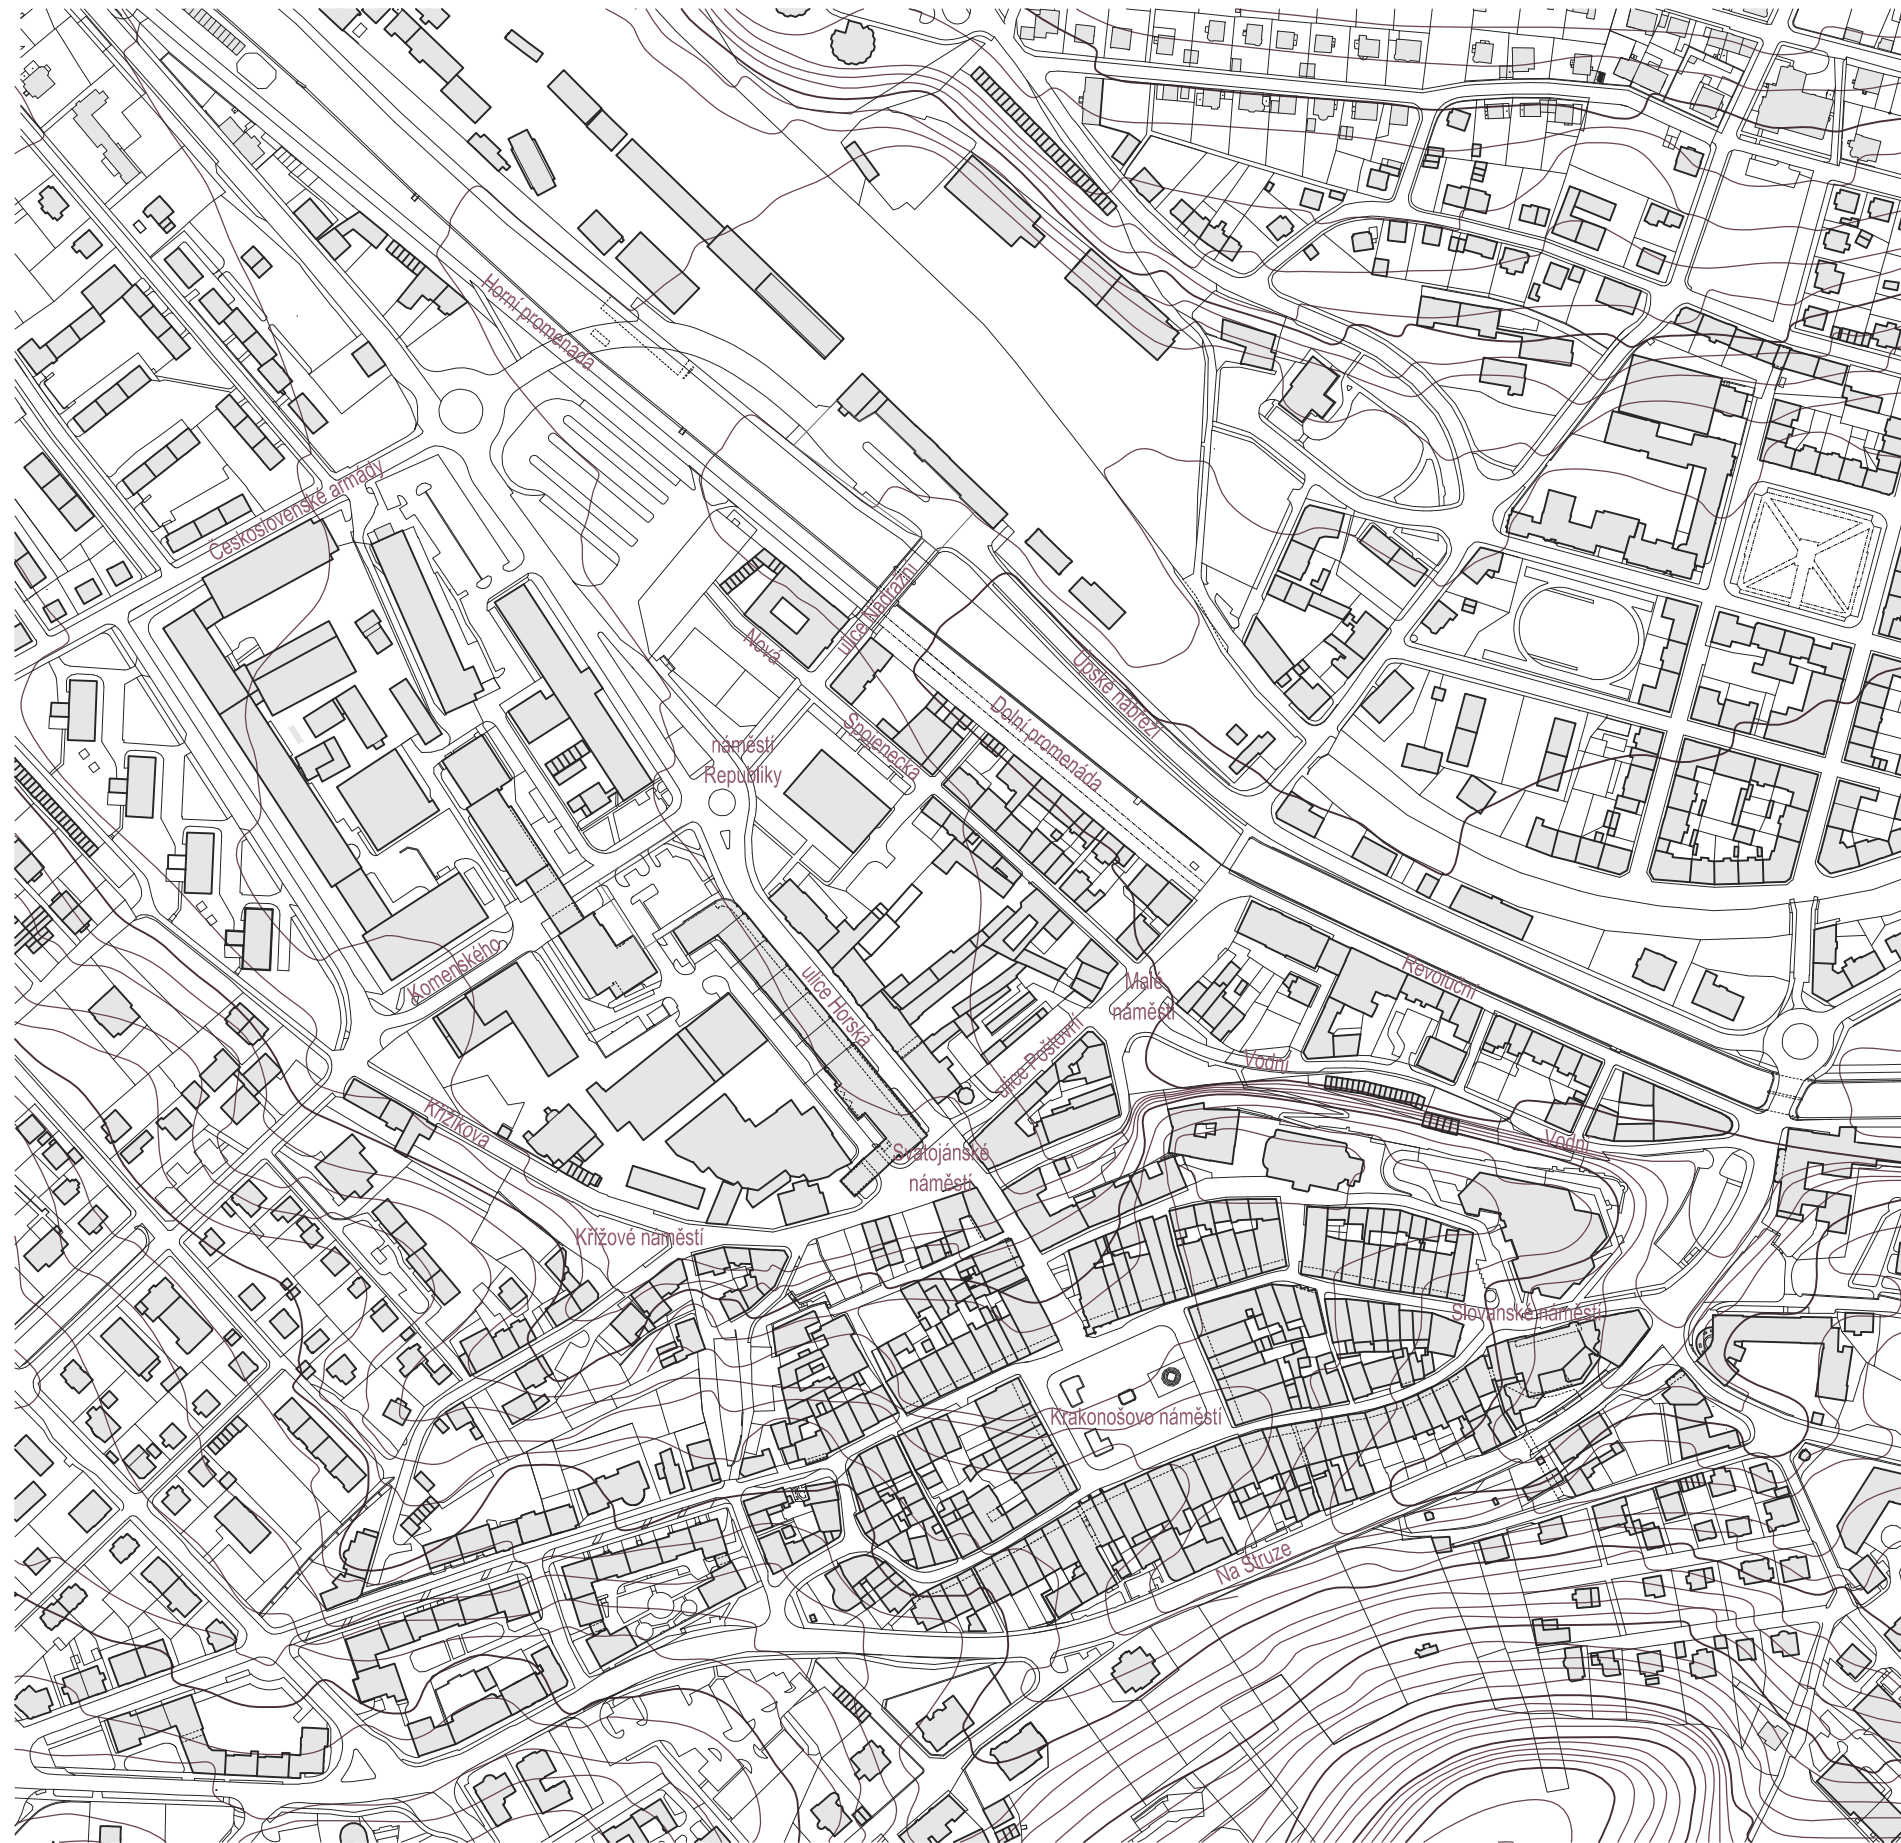 Horní promenáda
Československé armády
ulice Nádražní
Nová
Úpské nábřeží
Dolní promenáda
Spojenecká
náměstí
Republiky
Komenského
ulice Horská
Malé
náměstí
Revoluční
ulice Poštovní
Vodní
Křižíkova
Vodní
Svatojánské
náměstí
Křížové náměstí
Slovanské náměstí
Krakonošovo náměstí
Na Struze